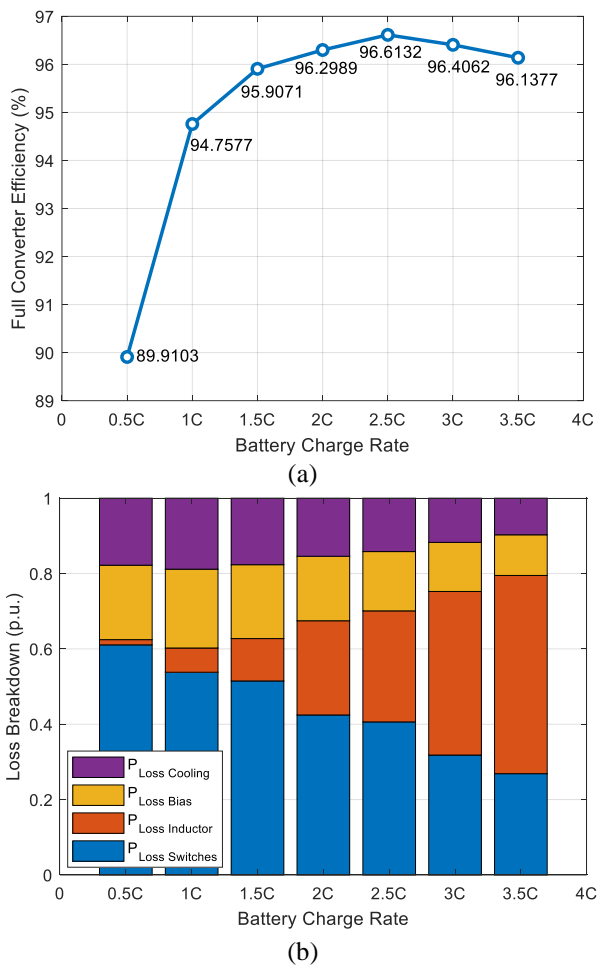 Full Converter Efficiency (%)
97
96
95
94
93
92
91
90
89
89.9103
94.7577
95.9071
96.2989
96.6132
96.4062
96.1377
0 0.5C 1C 1.5C 2C 2.5C 3C 3.5C 4C
Battery Charge Rate
(a)
Loss Breakdown (p.u.)
1
0.8
0.6
0.4
0.2
0
P Loss Cooling
P Loss Bias
P Loss Inductor
P Loss Switches
0 0.5C 1C 1.5C 2C 2.5C 3C 3.5C 4C
Battery Charge Rate
(b)